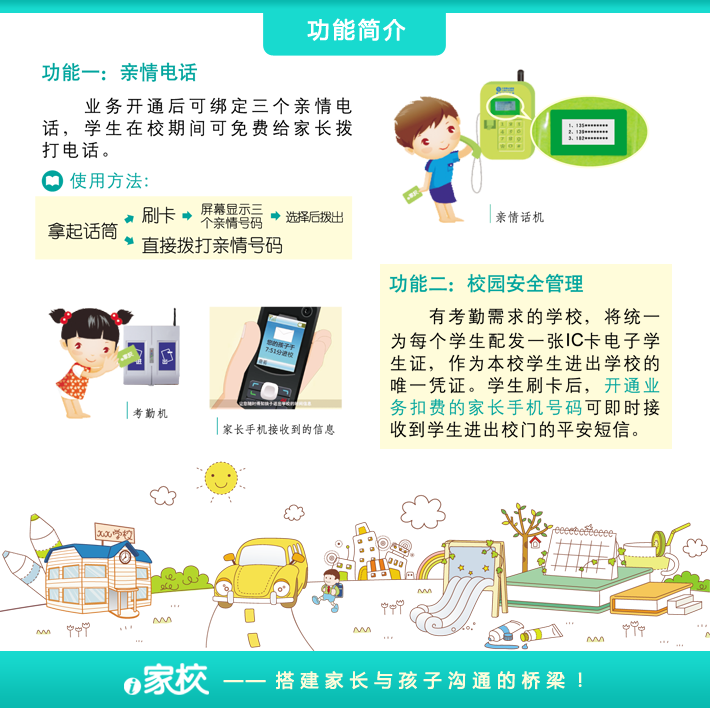 功能简介
功能一：亲情电话
业务开通后可绑定三个亲情电
话，学生在校期间可免费给家长拨
打电话。
使用方法:
拿起话筒
刷卡
屏幕显示三
个亲情号码
选择后拨出
直接拨打亲情号码
1. 135********
2. 139********
亲情话机
功能二：校园安全管理
有考勤需求的学校，将统一
为每个学生配发一张IC卡电子学
生证，作为本校学生进出学校的
唯一凭证。学生刷卡后，开通业
务扣费的家长手机号码可即时接
收到学生进出校门的平安短信。
考勤机
您的孩子于
7:51分进校
家长手机接收到的信息
XX学校
i家校
—— 搭建家长与孩子沟通的桥梁！